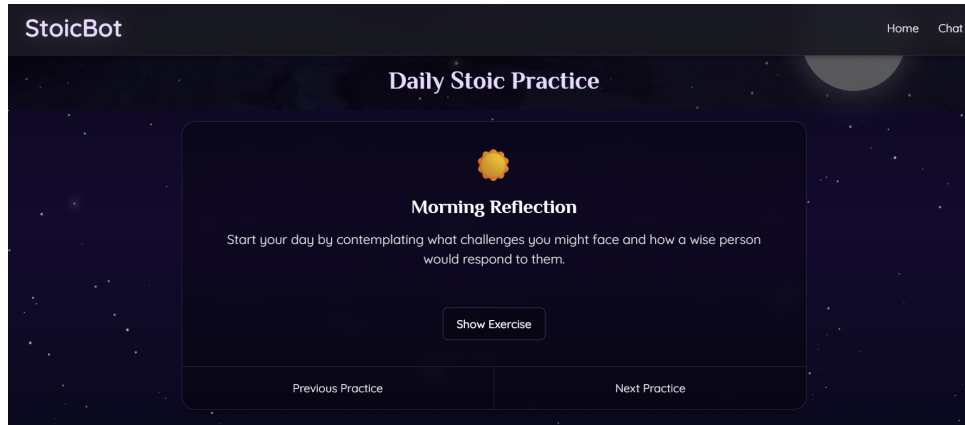 StoicBot
Home
Chat
Daily Stoic Practice
Morning Reflection
Start your day by contemplating what challenges you might face and how a wise person
would respond to them.
Show Exercise
Previous Practice
Next Practice